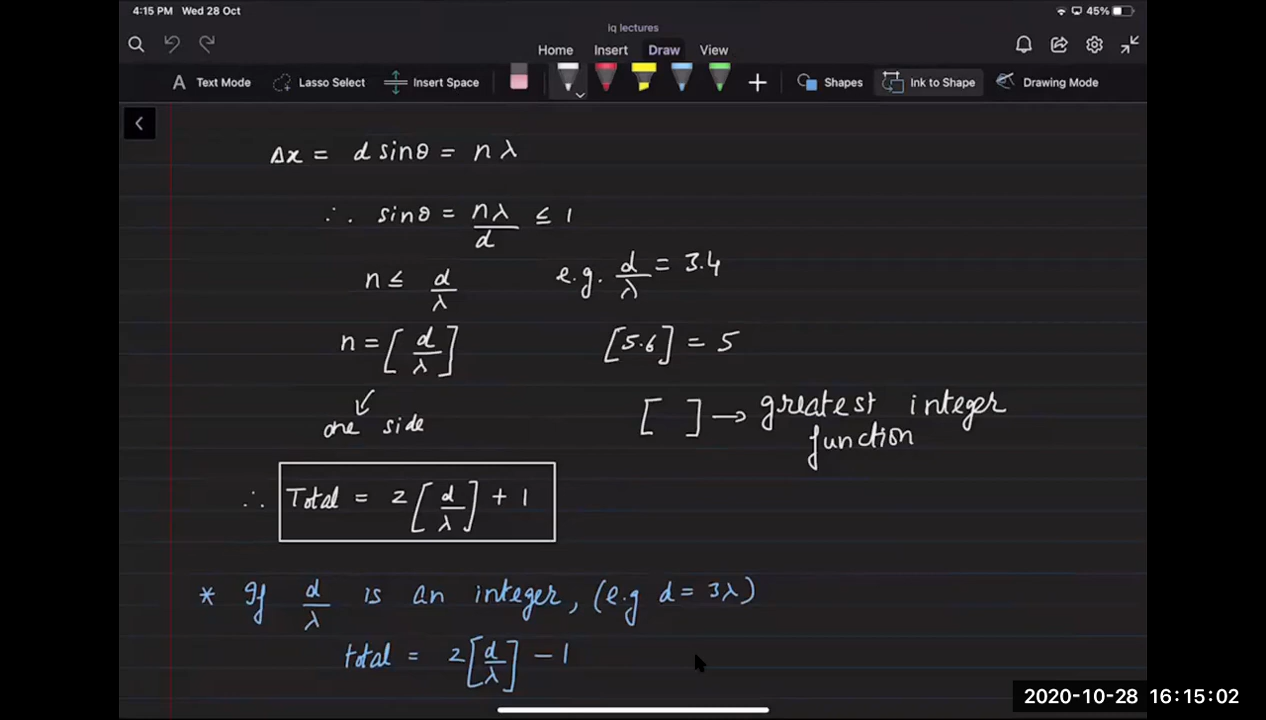 4:15 PM Wed 28 Oct
45%
iq lectures
Home Insert Draw View
Text Mode Lasso Select Insert Space Shapes Ink to Shape Drawing Mode
Δx = d sinθ = n λ
∴ sinθ = nλ/d ≤ 1
n ≤ d/λ e.g. d/λ = 3.4
n = [d/λ] [5.6] = 5
one side [ ] → greatest integer
function
∴ Total = 2[d/λ] + 1
* If d/λ is an integer, (e.g d = 3λ)
total = 2[d/λ] − 1
2020-10-28 16:15:02